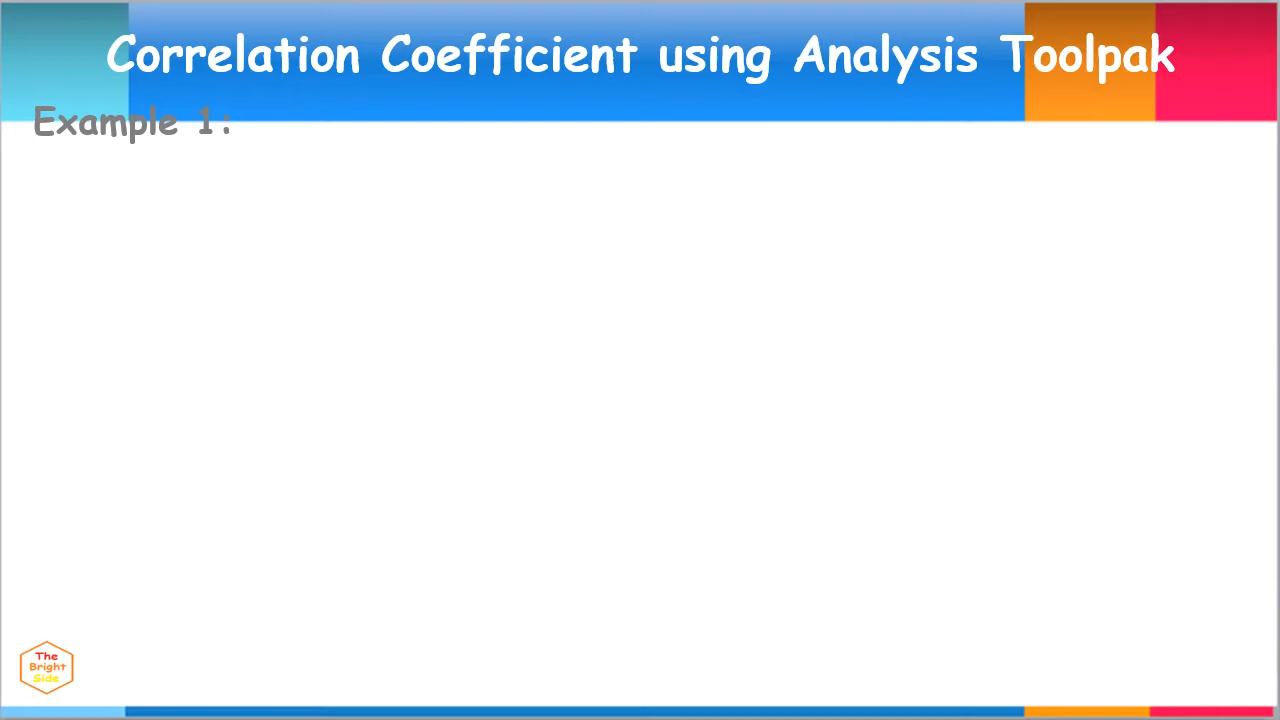 Correlation Coefficient using Analysis Toolpak
Example 1:
The
Bright
Side